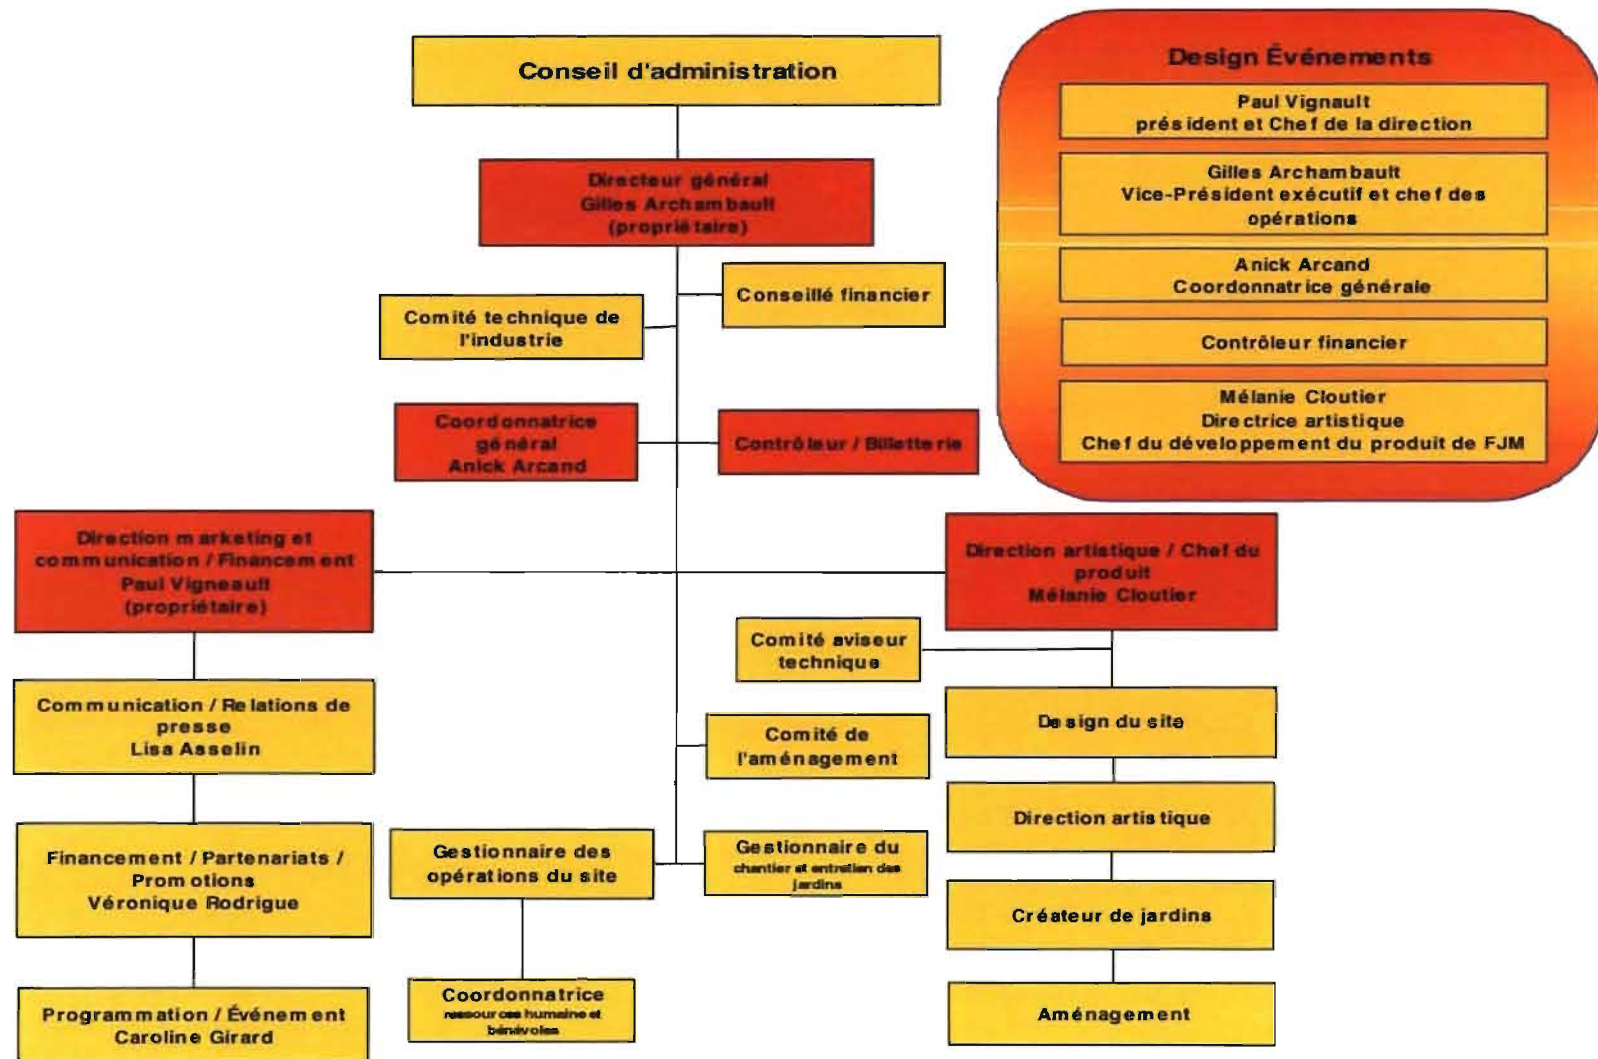 Conseil d'administration
Directeur général
Gilles Archambault
(propriétaire)
Conseillé financier
Comité technique de
l'industrie
Coordonnatrice
général
Anick Arcand
Contrôleur / Billetterie
Design Événements
Paul Vignault
président et Chef de la direction
Gilles Archambault
Vice-Président exécutif et chef des
opérations
Anick Arcand
Coordonnatrice générale
Contrôleur financier
Mélanie Cloutier
Directrice artistique
Chef du développement du produit de FJM
Direction marketing et
communication / Financement
Paul Vigneault
(propriétaire)
Direction artistique / Chef du
produit
Mélanie Cloutier
Comité aviseur
technique
Communication / Relations de
presse
Lisa Asselin
Design du site
Comité de
l'aménagement
Direction artistique
Financement / Partenariats /
Promotions
Véronique Rodrigue
Gestionnaire des
opérations du site
Gestionnaire du
chantier et entretien des
jardins
Créateur de jardins
Programmation / Événement
Caroline Girard
Coordonnatrice
ressources humaine et
bénévoles
Aménagement